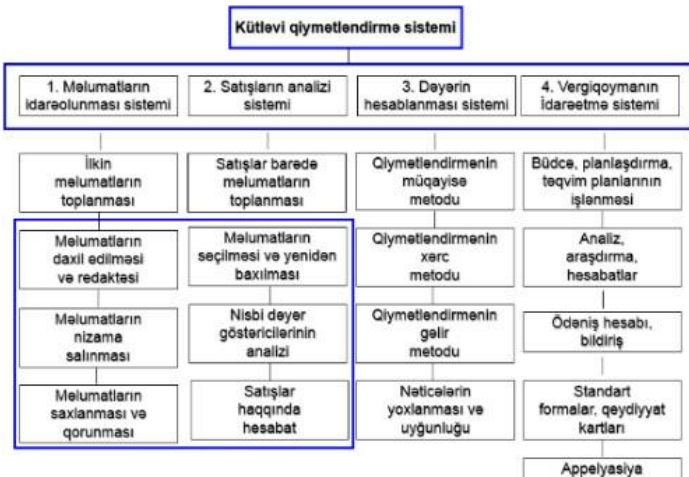 Kütləvi qiymətləndirmə sistemi
1. Məlumatların
idarəolunması sistemi
2. Satışların analizi
sistemi
3. Dəyərin
hesablanması sistemi
4. Vergiqoymanın
İdarəetmə sistemi
İlkin
məlumatların
toplanması
Məlumatların
daxil edilməsi
və redaktəsi
Məlumatların
nizama
salınması
Məlumatların
saxlanması və
qorunması
Satışlar barədə
məlumatların
toplanması
Məlumatların
seçilməsi və yenidən
baxılması
Nisbi dəyər
göstəricilərinin
analizi
Satışlar
haqqında
hesabat
Qiymətləndirmənin
müqayisə
metodu
Qiymətləndirmənin
xərc
metodu
Qiymətləndirmənin
gəlir
metodu
Nəticələrin
yoxlanması və
uyğunluğu
Büdcə, planlaşdırma,
təqvim planlarının
işlənməsi
Analiz,
araşdırma,
hesabatlar
Ödəniş hesabı,
bildiriş
Standart
formalar, qeydiyyat
kartları
Appelyasiya